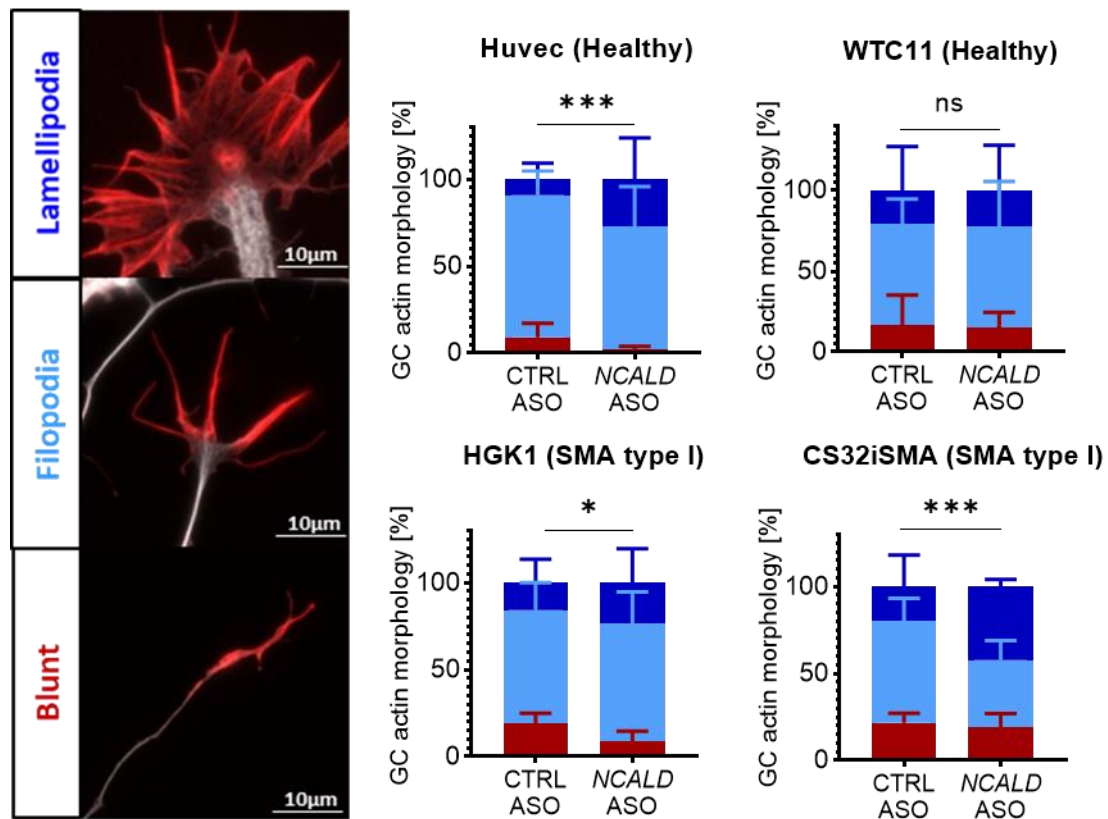 Lamellipodia
10μm
Filopodia
10μm
Blunt
10μm
Huvec (Healthy)
***
GC actin morphology [%]
100
50
0
CTRL ASO
NCALD ASO
WTC11 (Healthy)
ns
GC actin morphology [%]
100
50
0
CTRL ASO
NCALD ASO
HGK1 (SMA type I)
*
GC actin morphology [%]
100
50
0
CTRL ASO
NCALD ASO
CS32iSMA (SMA type I)
***
GC actin morphology [%]
100
50
0
CTRL ASO
NCALD ASO